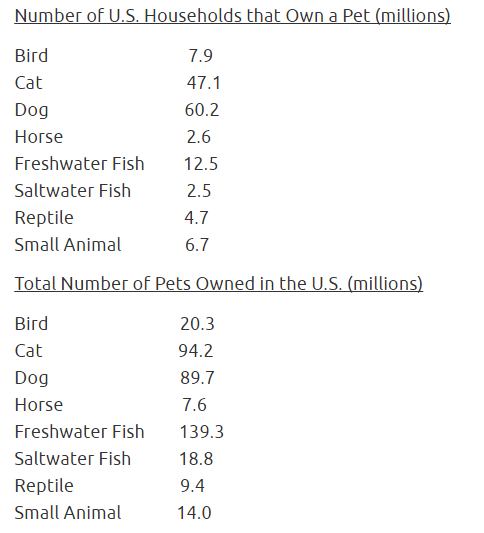 Number of U.S. Households that Own a Pet (millions)
Bird 7.9
Cat 47.1
Dog 60.2
Horse 2.6
Freshwater Fish 12.5
Saltwater Fish 2.5
Reptile 4.7
Small Animal 6.7
Total Number of Pets Owned in the U.S. (millions)
Bird 20.3
Cat 94.2
Dog 89.7
Horse 7.6
Freshwater Fish 139.3
Saltwater Fish 18.8
Reptile 9.4
Small Animal 14.0